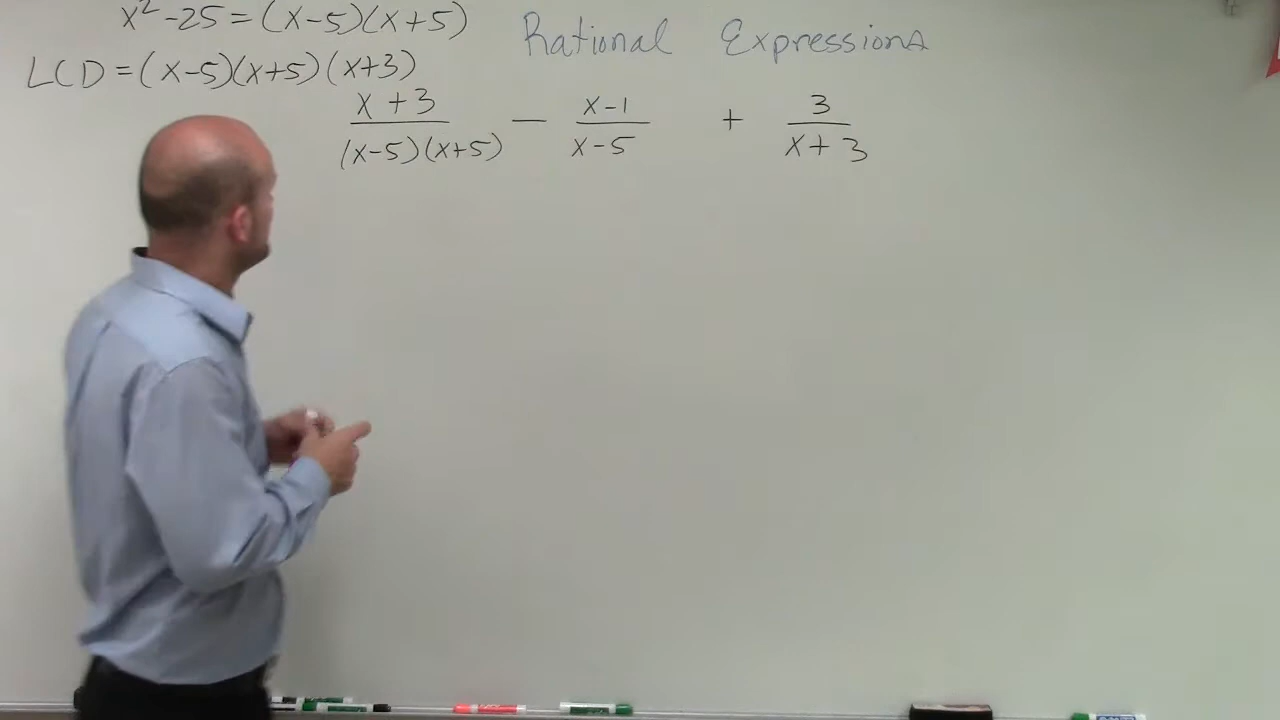 x² - 25 = (x-5)(x+5)
Rational Expressions
LCD = (x-5)(x+5)(x+3)
x+3 / (x-5)(x+5) - x-1 / x-5 + 3 / x+3